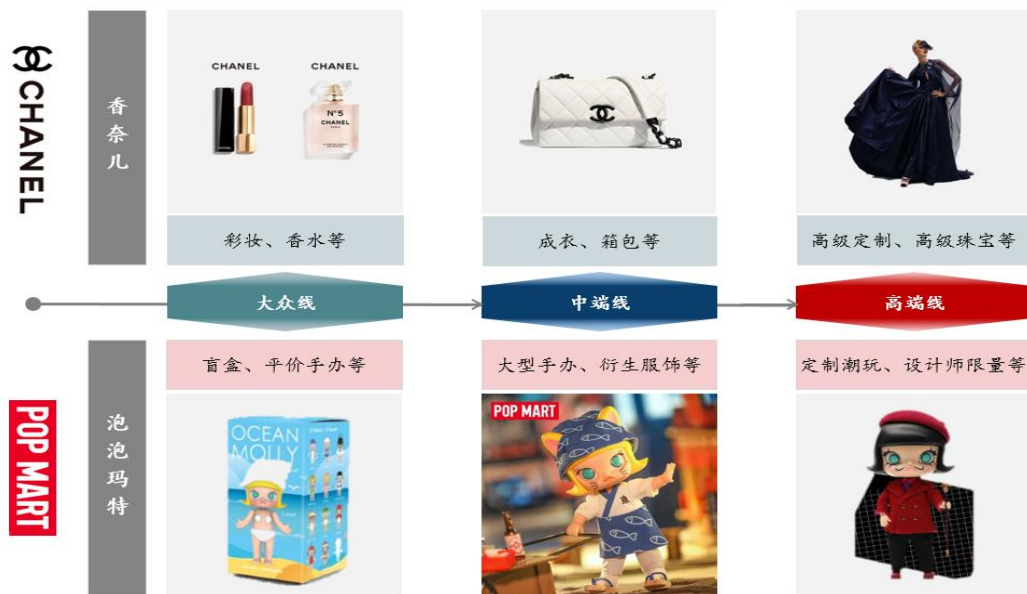 CHANEL
香奈儿
CHANEL
CHANEL
N°5
CHANEL
PARIS
彩妆、香水等
成衣、箱包等
高级定制、高级珠宝等
大众线
中端线
高端线
盲盒、平价手办等
大型手办、衍生服饰等
定制潮玩、设计师限量等
POP MART
泡泡玛特
OCEAN
MOLLY
POP MART